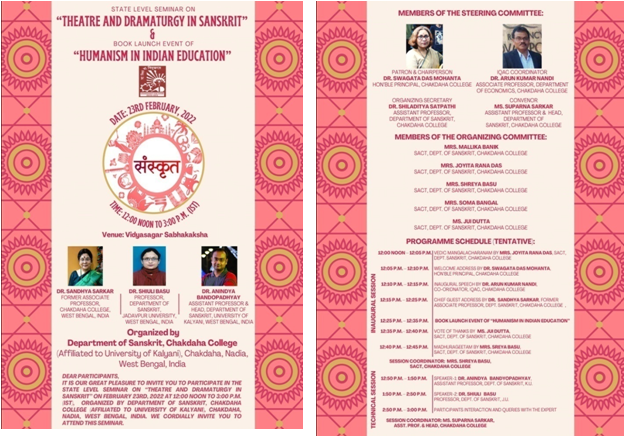 STATE LEVEL SEMINAR ON
"THEATRE AND DRAMATURGY IN SANSKRIT"
&
BOOK LAUNCH EVENT OF
"HUMANISM IN INDIAN EDUCATION"
DATE: 23RD FEBRUARY, 2022
संस्कृत
TIME: 12:00 NOON TO 3:00 P.M. (IST)
Venue: Vidyasagar Sabhakaksha
DR. SANDHYA SARKAR
FORMER ASSOCIATE
PROFESSOR,
CHAKDAHA COLLEGE,
WEST BENGAL, INDIA
DR. SHIULI BASU
PROFESSOR,
DEPARTMENT OF
SANSKRIT,
JADAVPUR UNIVERSITY,
WEST BENGAL, INDIA
DR. ANINDYA
BANDOPADHYAY
ASSISTANT PROFESSOR &
HEAD, DEPARTMENT OF
SANSKRIT, UNIVERSITY OF
KALYANI, WEST BENGAL, INDIA
Organized by
Department of Sanskrit, Chakdaha College
(Affiliated to University of Kalyani), Chakdaha, Nadia,
West Bengal, India
DEAR PARTICIPANTS,
IT IS OUR GREAT PLEASURE TO INVITE YOU TO PARTICIPATE IN THE
STATE LEVEL SEMINAR ON "THEATRE AND DRAMATURGY IN
SANSKRIT" ON FEBRUARY 23RD, 2022 AT 12:00 NOON TO 3:00 P.M.
(IST), ORGANIZED BY DEPARTMENT OF SANSKRIT, CHAKDAHA
COLLEGE (AFFILIATED TO UNIVERSITY OF KALYANI), CHAKDAHA,
NADIA, WEST BENGAL, INDIA. WE CORDIALLY INVITE YOU TO
ATTEND THIS SEMINAR.
MEMBERS OF THE STEERING COMMITTEE:
PATRON & CHAIRPERSON
DR. SWAGATA DAS MOHANTA
HON'BLE PRINCIPAL, CHAKDAHA COLLEGE
IQAC COORDINATOR
DR. ARUN KUMAR NANDI
ASSOCIATE PROFESSOR, DEPARTMENT
OF ECONOMICS, CHAKDAHA COLLEGE
ORGANIZING SECRETARY
DR. SHILADITYA SATPATHI
ASSISTANT PROFESSOR,
DEPARTMENT OF SANSKRIT,
CHAKDAHA COLLEGE
CONVENOR
MS. SUPARNA SARKAR
ASSISTANT PROFESSOR & HEAD,
DEPARTMENT OF
SANSKRIT, CHAKDAHA COLLEGE
MEMBERS OF THE ORGANIZING COMMITTEE:
MRS. MALLIKA BANIK
SACT, DEPT. OF SANSKRIT, CHAKDAHA COLLEGE
MRS. JOYITA RANA DAS
SACT, DEPT. OF SANSKRIT, CHAKDAHA COLLEGE
MRS. SHREYA BASU
SACT, DEPT. OF SANSKRIT, CHAKDAHA COLLEGE
MRS. SOMA BANGAL
SACT, DEPT. OF SANSKRIT, CHAKDAHA COLLEGE
MS. JUI DUTTA
SACT, DEPT. OF SANSKRIT, CHAKDAHA COLLEGE
PROGRAMME SCHEDULE (TENTATIVE):
INAUGURAL SESSION
12:00 NOON - 12:05 P.M. - VEDIC MANGALACHARANAM BY MRS. JOYITA RANA DAS, SACT,
DEPT. SANSKRIT, CHAKDAHA COLLEGE
12:05 P.M. - 12:10 P.M. - WELCOME ADDRESS BY DR. SWAGATA DAS MOHANTA,
HON'BLE PRINCIPAL, CHAKDAHA COLLEGE
12:10 P.M. - 12:15 P.M. - INAUGURAL SPEECH BY DR. ARUN KUMAR NANDI,
CO-ORDINATOR, IQAC, CHAKDAHA COLLEGE
12:15 P.M. - 12:25 P.M. - CHIEF GUEST ADDRESS BY DR. SANDHYA SARKAR, FORMER
ASSOCIATE PROFESSOR, DEPT. SANSKRIT, CHAKDAHA COLLEGE
12:25 P.M. - 12:35 P.M. BOOK LAUNCH EVENT OF "HUMANISM IN INDIAN EDUCATION"
12:35 P.M. - 12:40 P.M. - VOTE OF THANKS BY MS. JUI DUTTA,
SACT, DEPT. OF SANSKRIT, CHAKDAHA COLLEGE
12:40 P.M. - 12:45 P.M. - MADHURAGEETAM BY MRS. SREYA BASU,
SACT, DEPT. OF SANSKRIT, CHAKDAHA COLLEGE
SESSION COORDINATOR: MRS. SHREYA BASU,
SACT, CHAKDAHA COLLEGE
TECHNICAL SESSION
12:50 P.M. - 1:30 P.M. - SPEAKER-1: DR. ANINDYA BANDYOPADHYAY
ASSISTANT PROFESSOR, DEPT. OF SANSKRIT, K.U.
1:30 P.M. - 2:30 P.M. - SPEAKER-2: DR. SHIULI BASU
PROFESSOR, DEPT. OF SANSKRIT, J.U.
2:30 P.M. - 3:00 P.M. - PARTICIPANTS INTERACTION AND QUERIES WITH THE EXPERT
SESSION COORDINATOR: MS. SUPARNA SARKAR,
ASST. PROF. & HEAD, CHAKDAHA COLLEGE